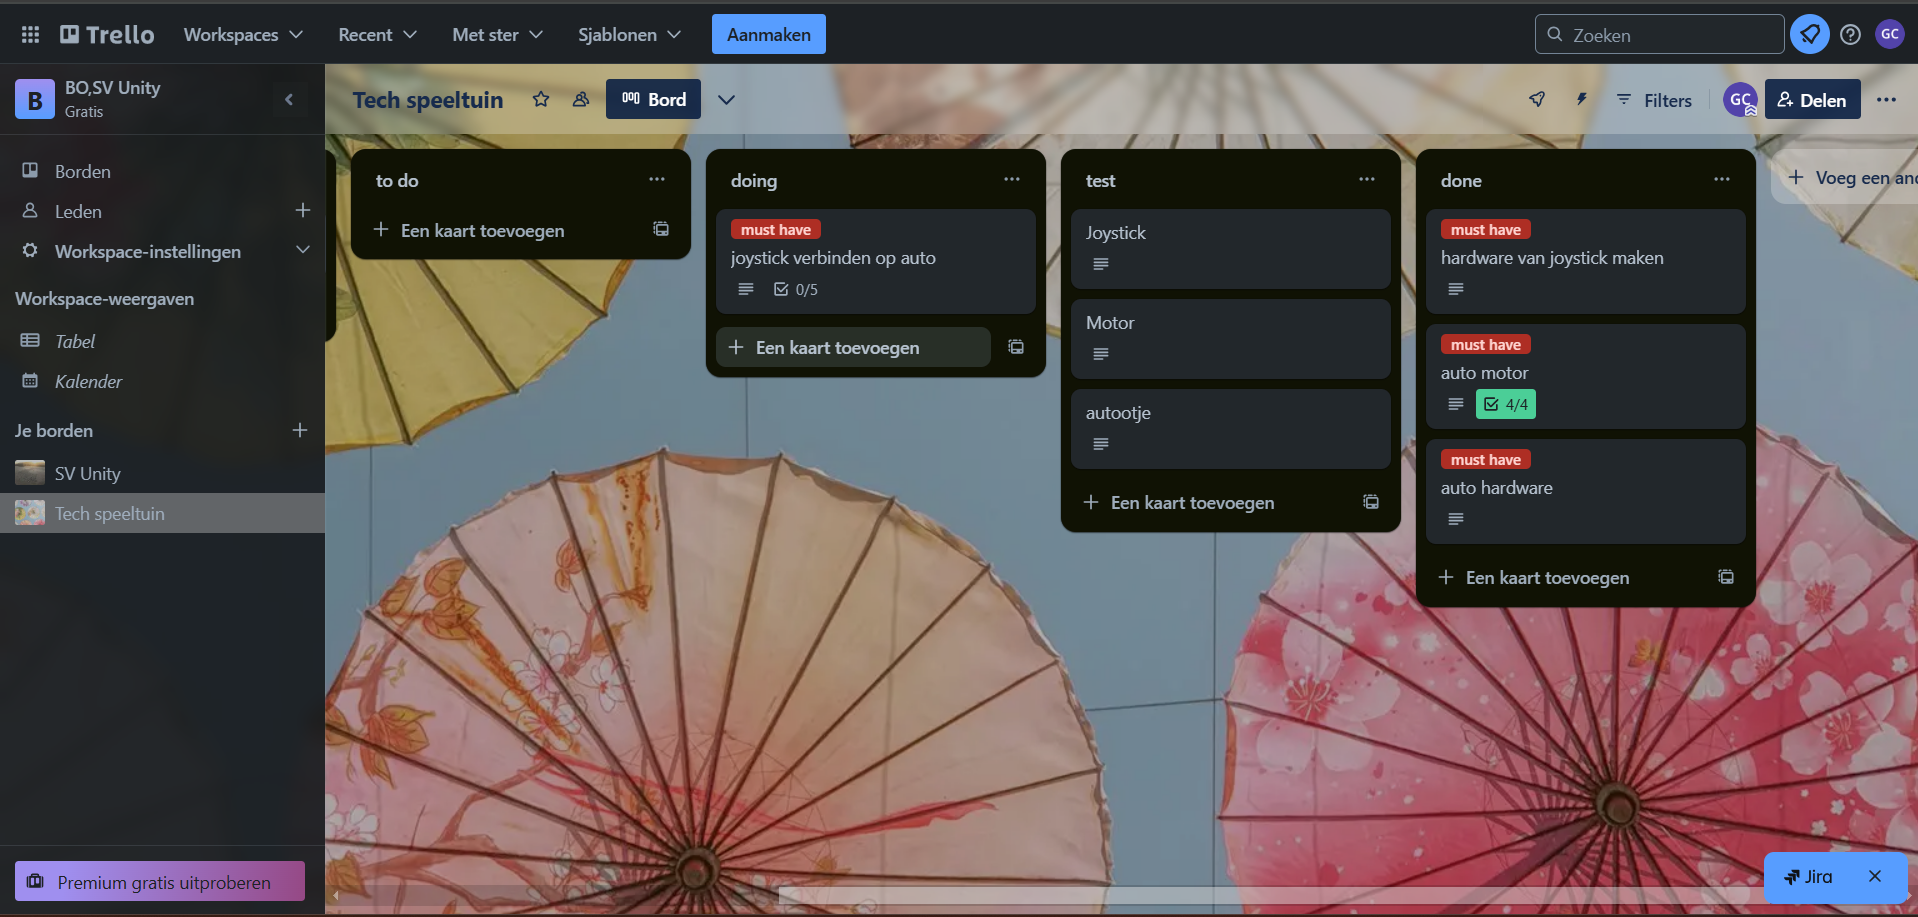 Trello
Workspaces
Recent
Met ster
Sjablonen
Aanmaken
Zoeken
GC
B
BO,SV Unity
Gratis
Tech speeltuin
Bord
Filters
GC
Delen
Borden
Leden
Workspace-instellingen
Workspace-weergaven
Tabel
Kalender
Je borden
SV Unity
Tech speeltuin
Premium gratis uitproberen
to do
Een kaart toevoegen
doing
must have
joystick verbinden op auto
0/5
Een kaart toevoegen
test
Joystick
Motor
autootje
Een kaart toevoegen
done
must have
hardware van joystick maken
must have
auto motor
4/4
must have
auto hardware
Een kaart toevoegen
Voeg een an
Jira